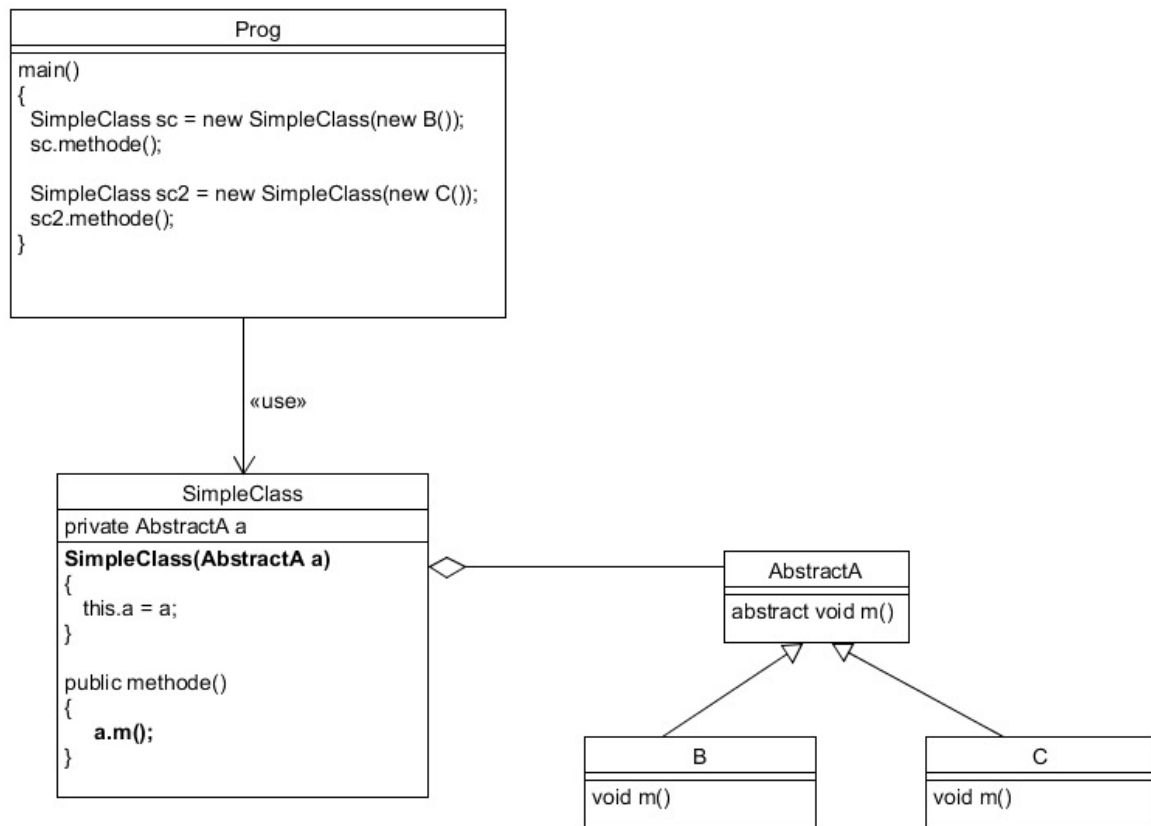 Prog
main()
{
SimpleClass sc = new SimpleClass(new B());
sc.methode();
SimpleClass sc2 = new SimpleClass(new C());
sc2.methode();
}
«use»
SimpleClass
private AbstractA a
SimpleClass(AbstractA a)
{
this.a = a;
}
public methode()
{
a.m();
}
AbstractA
abstract void m()
B
void m()
C
void m()